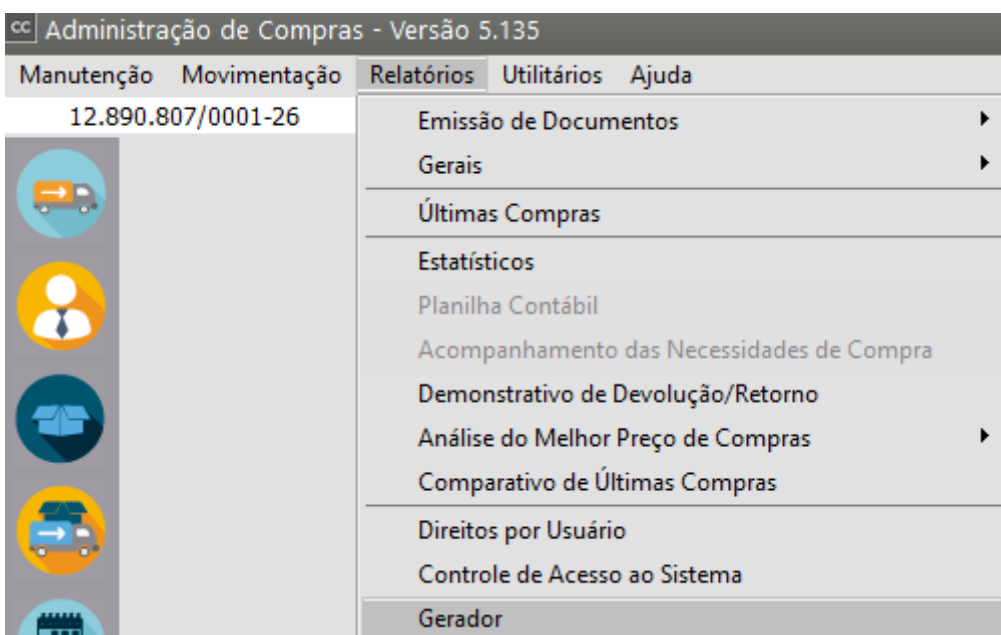 cc Administração de Compras - Versão 5.135
Manutenção Movimentação Relatórios Utilitários Ajuda
12.890.807/0001-26
Emissão de Documentos
Gerais
Últimas Compras
Estatísticos
Planilha Contábil
Acompanhamento das Necessidades de Compra
Demonstrativo de Devolução/Retorno
Análise do Melhor Preço de Compras
Comparativo de Últimas Compras
Direitos por Usuário
Controle de Acesso ao Sistema
Gerador